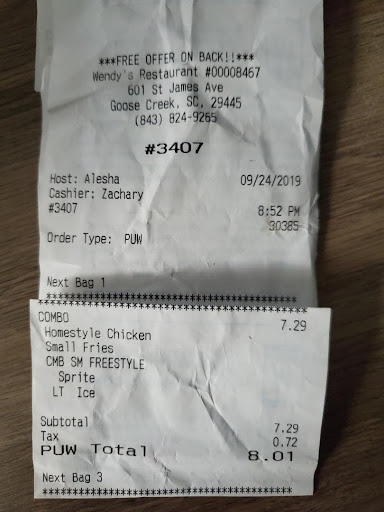 ***FREE OFFER ON BACK!!***
Wendy's Restaurant #00008467
601 St James Ave
Goose Creek, SC, 29445
(843) 824-9265
#3407
Host: Alesha 09/24/2019
Cashier: Zachary
#3407 8:52 PM
30385
Order Type: PUW
Next Bag 1
****************************************
COMBO 7.29
Homestyle Chicken
Small Fries
CMB SM FREESTYLE
Sprite
LT Ice
Subtotal 7.29
Tax 0.72
PUW Total 8.01
Next Bag 3
****************************************